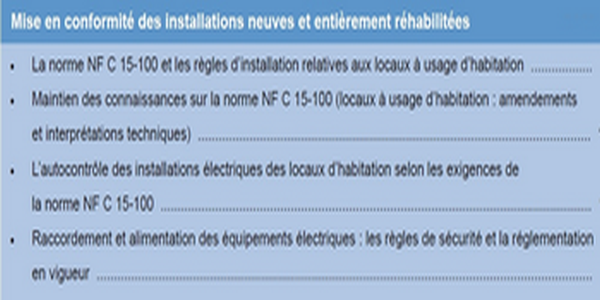 Mise en conformité des installations neuves et entièrement réhabilitées
• La norme NF C 15-100 et les règles d'installation relatives aux locaux à usage d'habitation ..................
• Maintien des connaissances sur la norme NF C 15-100 (locaux à usage d'habitation : amendements
et interprétations techniques) ..................
• L'autocontrôle des installations électriques des locaux d'habitation selon les exigences de
la norme NF C 15-100 ..................
• Raccordement et alimentation des équipements électriques : les règles de sécurité et la réglementation
en vigueur ..................